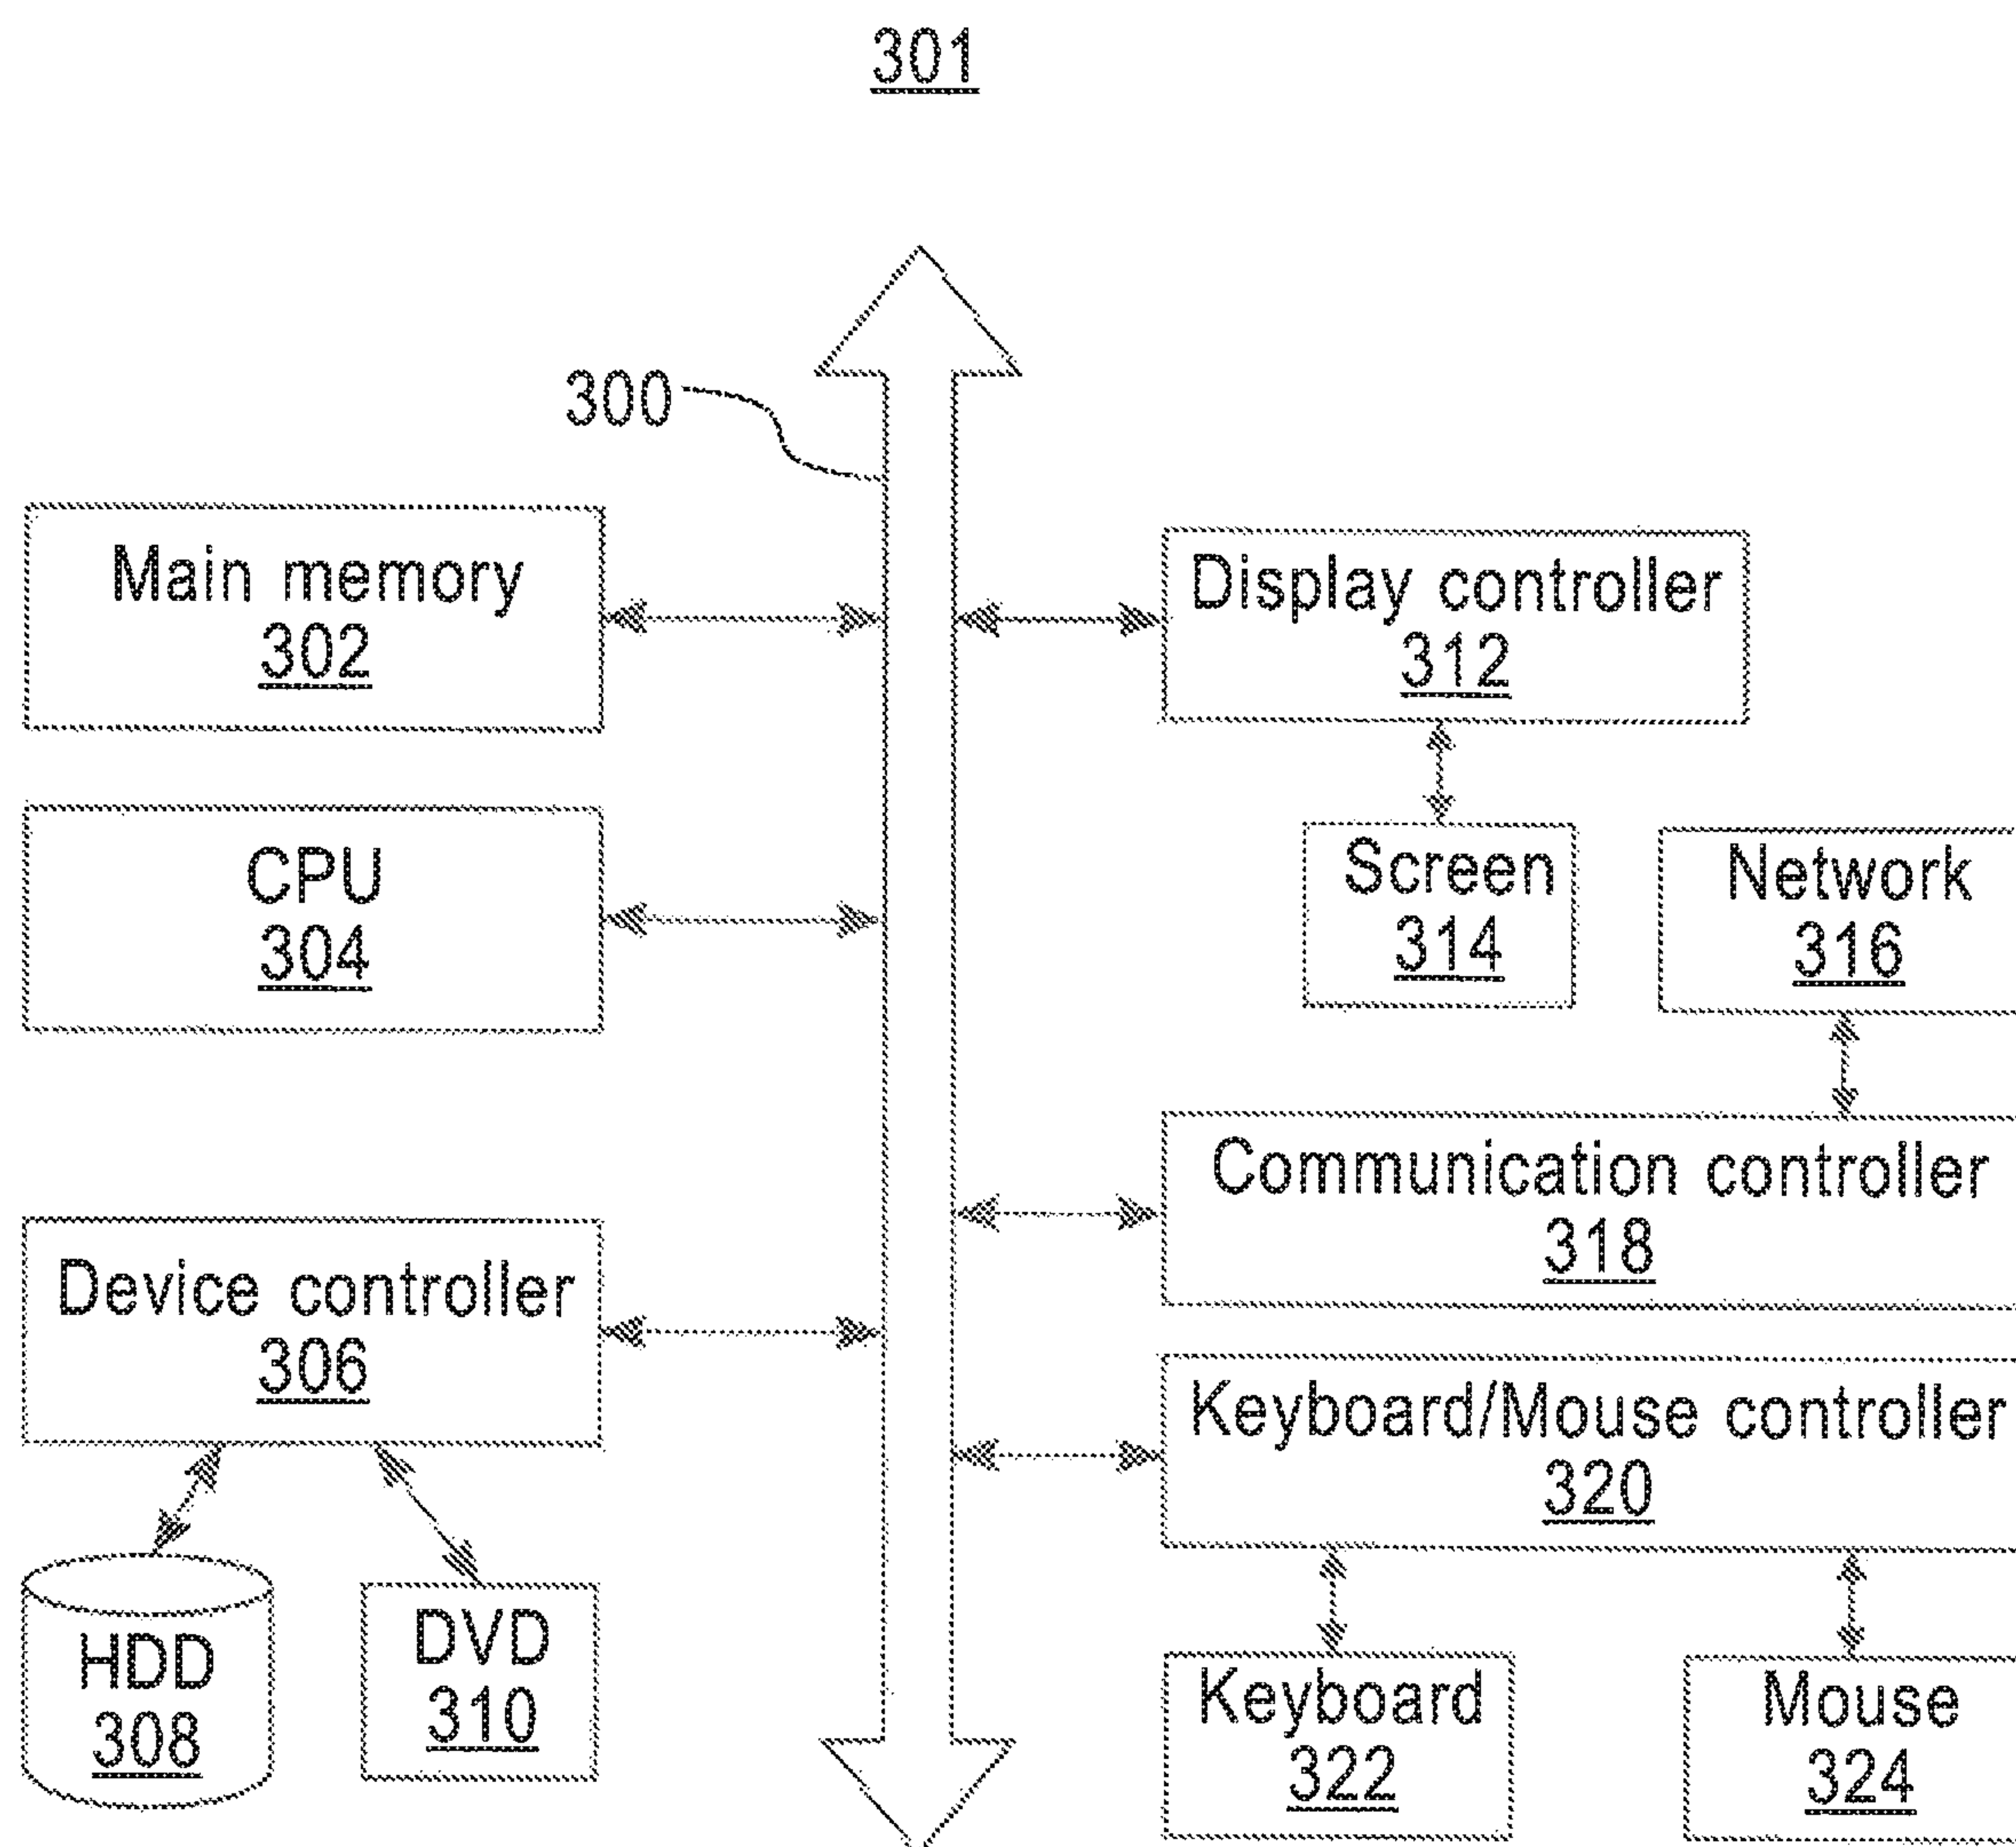 301
300
Main memory
302
Display controller
312
CPU
304
Screen
314
Network
316
Communication controller
318
Device controller
306
Keyboard/Mouse controller
320
HDD
308
DVD
310
Keyboard
322
Mouse
324